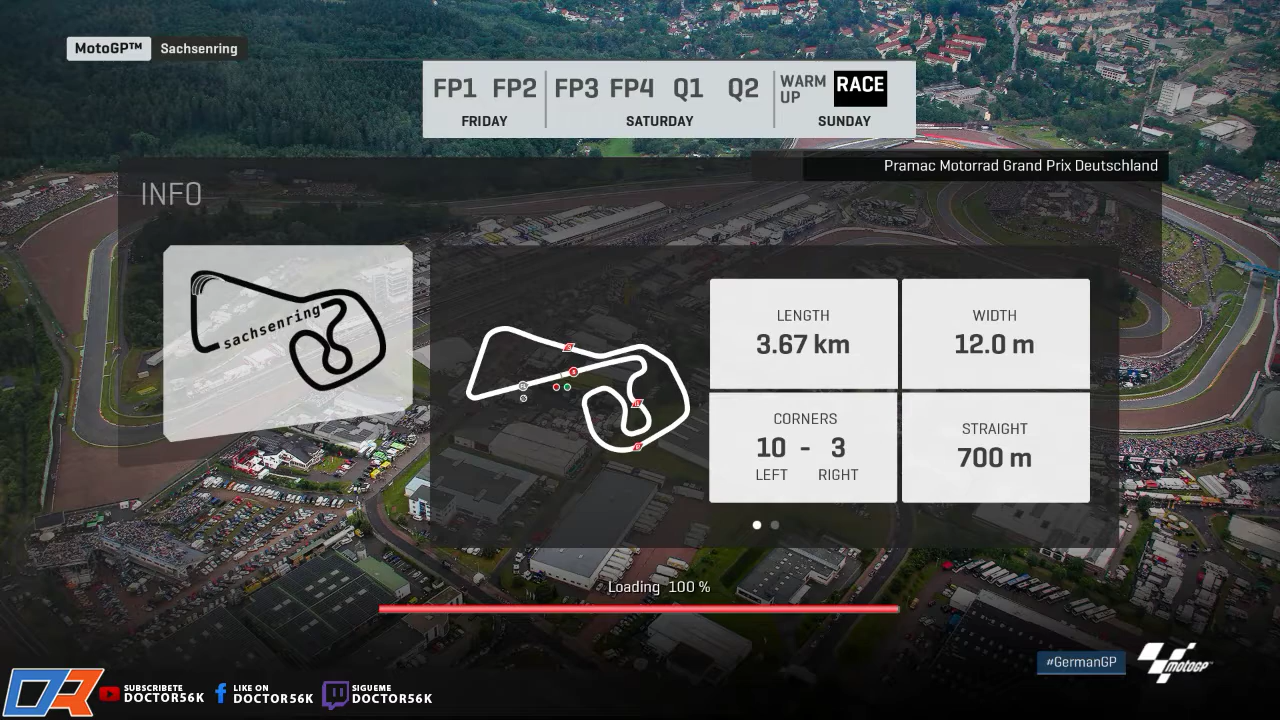 MotoGP™ Sachsenring
FP1 FP2 FP3 FP4 Q1 Q2 WARM UP RACE
FRIDAY SATURDAY SUNDAY
Pramac Motorrad Grand Prix Deutschland
INFO
sachsenring
LENGTH
3.67 km
WIDTH
12.0 m
CORNERS
10 - 3
LEFT RIGHT
STRAIGHT
700 m
Loading 100 %
#GermanGP
motoGP
DR
SUBSCRIBETE
DOCTOR56K
LIKE ON
DOCTOR56K
SIGUEME
DOCTOR56K